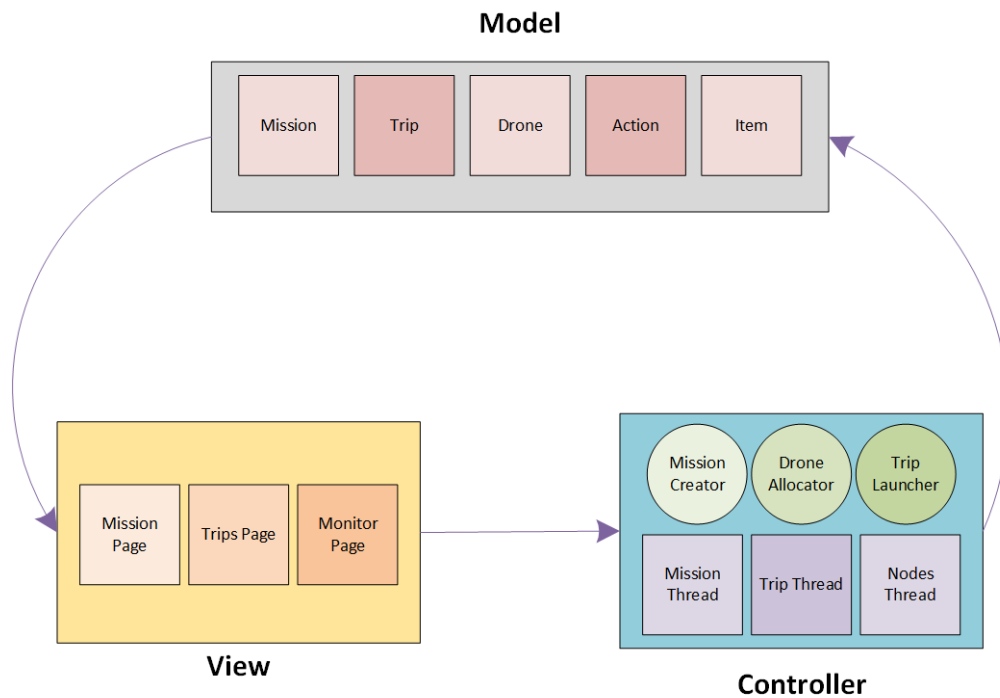 Model
Mission
Trip
Drone
Action
Item
Mission
Page
Trips Page
Monitor
Page
View
Mission
Creator
Drone
Allocator
Trip
Launcher
Mission
Thread
Trip Thread
Nodes
Thread
Controller